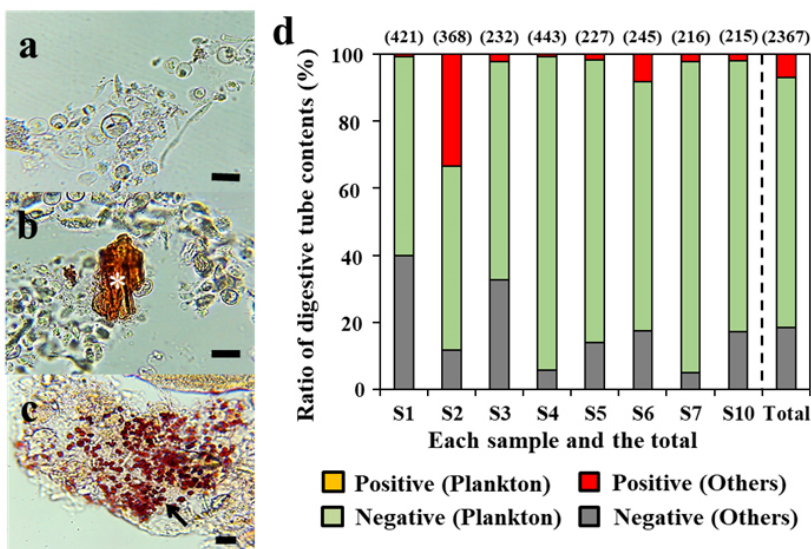 a
b
*
c
d
(421) (368) (232) (443) (227) (245) (216) (215) (2367)
Ratio of digestive tube contents (%)
100
80
60
40
20
0
S1 S2 S3 S4 S5 S6 S7 S10 Total
Each sample and the total
Positive (Plankton) Positive (Others)
Negative (Plankton) Negative (Others)